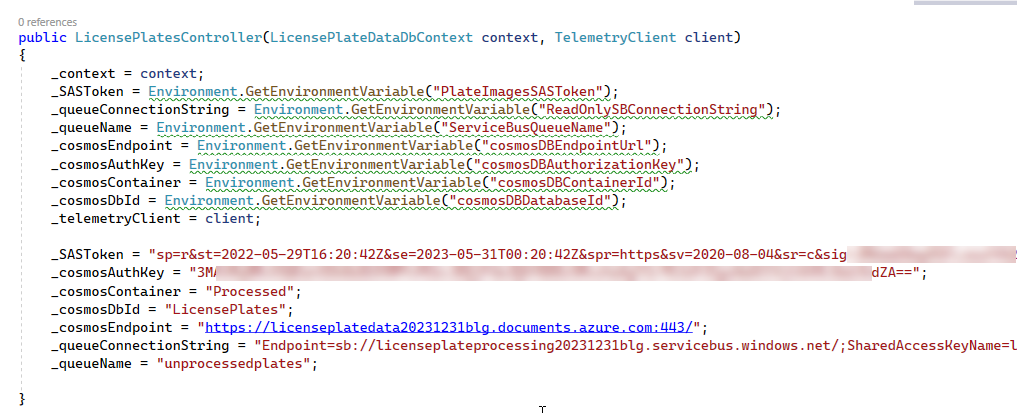 0 references
public LicensePlatesController(LicensePlateDataDbContext context, TelemetryClient client)
{
_context = context;
_SASToken = Environment.GetEnvironmentVariable("PlateImagesSASToken");
_queueConnectionString = Environment.GetEnvironmentVariable("ReadOnlySBConnectionString");
_queueName = Environment.GetEnvironmentVariable("ServiceBusQueueName");
_cosmosEndpoint = Environment.GetEnvironmentVariable("cosmosDBEndpointUrl");
_cosmosAuthKey = Environment.GetEnvironmentVariable("cosmosDBAuthorizationKey");
_cosmosContainer = Environment.GetEnvironmentVariable("cosmosDBContainerId");
_cosmosDbId = Environment.GetEnvironmentVariable("cosmosDBDatabaseId");
_telemetryClient = client;
_SASToken = "sp=r&st=2022-05-29T16:20:42Z&se=2023-05-31T00:20:42Z&spr=https&sv=2020-08-04&sr=c&sig
_cosmosAuthKey = "3M dZA==";
_cosmosContainer = "Processed";
_cosmosDbId = "LicensePlates";
_cosmosEndpoint = "https://licenseplatedata20231231blg.documents.azure.com:443/";
_queueConnectionString = "Endpoint=sb://licenseplateprocessing20231231blg.servicebus.windows.net/;SharedAccessKeyName=
_queueName = "unprocessedplates";
}